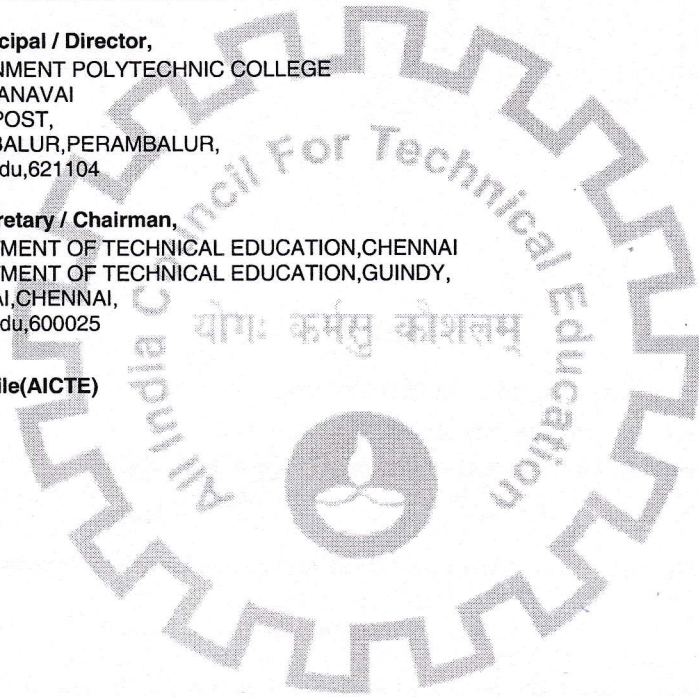 cipal / Director,
NMENT POLYTECHNIC COLLEGE
ANAVAI
POST,
BALUR,PERAMBALUR,
du,621104
retary / Chairman,
MENT OF TECHNICAL EDUCATION,CHENNAI
MENT OF TECHNICAL EDUCATION,GUINDY,
AI,CHENNAI,
du,600025
ile(AICTE)
All India Council For Technical Education
योगः कर्मसु कौशलम्